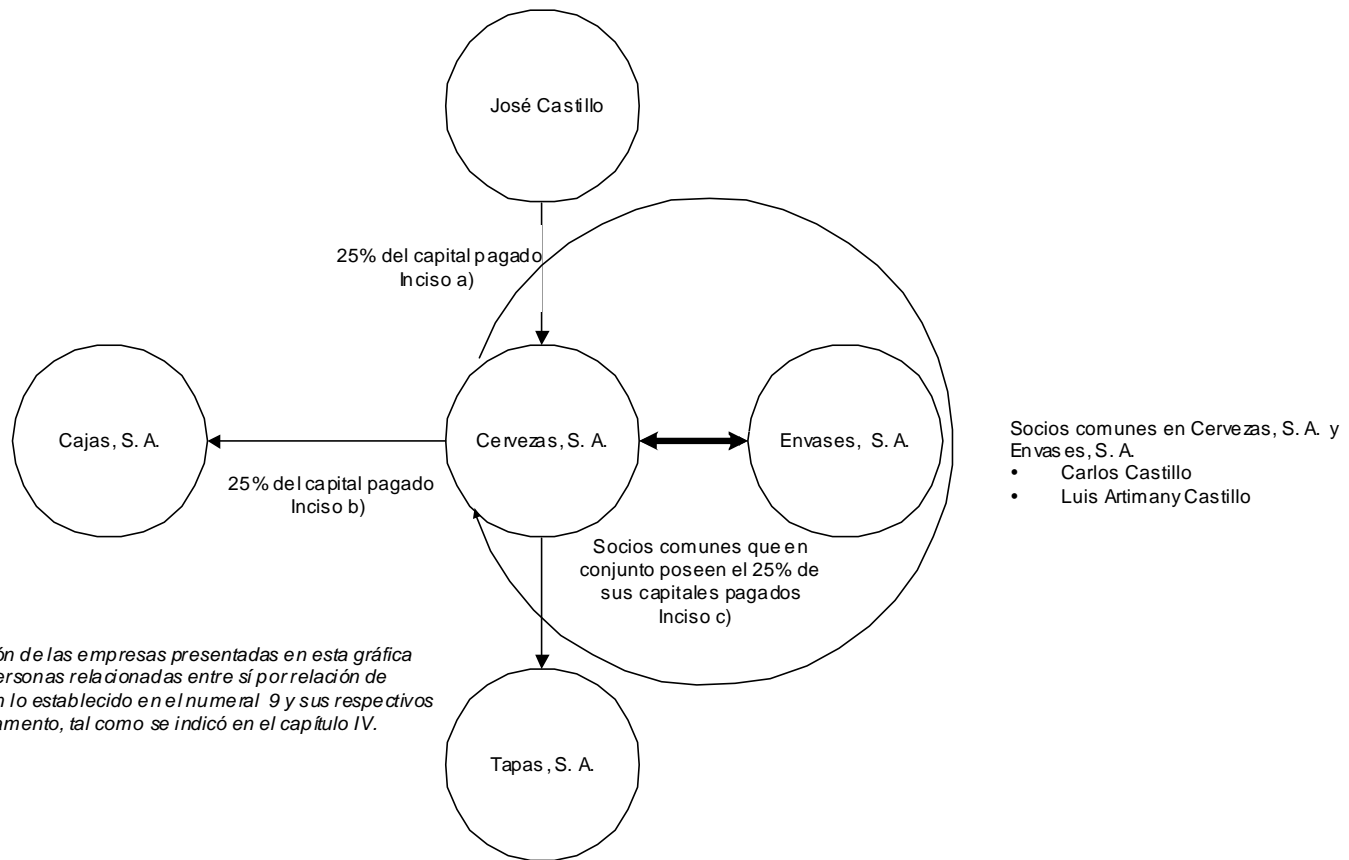 José Castillo
25% del capital pagado
Inciso a)
Cajas, S. A.
Cervezas, S. A.
Envases, S. A.
25% del capital pagado
Inciso b)
Socios comunes en Cervezas, S. A. y
Envases, S. A.
• Carlos Castillo
• Luis Artimany Castillo
Socios comunes que en
conjunto poseen el 25% de
sus capitales pagados
Inciso c)
ón de las empresas presentadas en esta gráfica
ersonas relacionadas entre sí por relación de
n lo establecido en el numeral 9 y sus respectivos
amento, tal como se indicó en el capítulo IV.
Tapas, S. A.